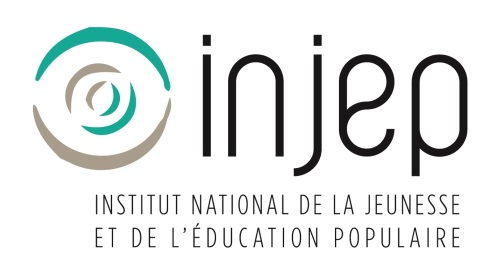 injep
INSTITUT NATIONAL DE LA JEUNESSE
ET DE L'ÉDUCATION POPULAIRE